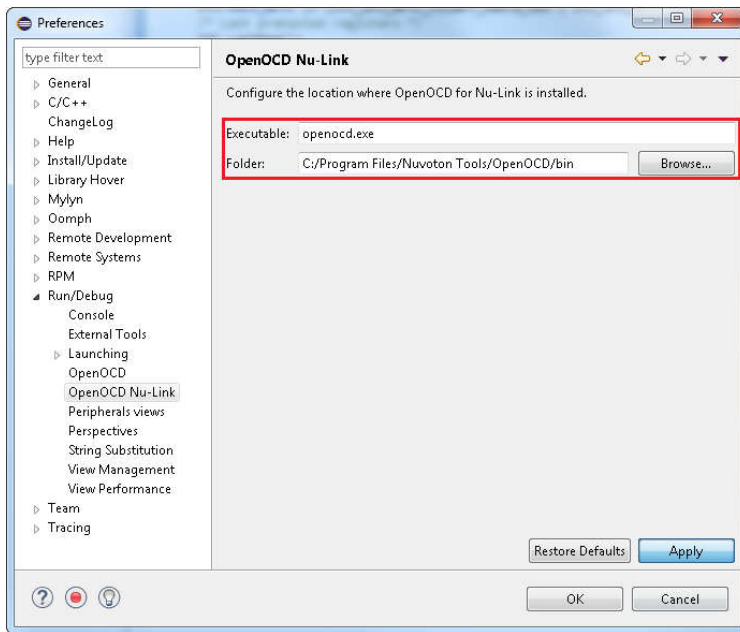 Preferences
type filter text
General
C/C++
ChangeLog
Help
Install/Update
Library Hover
Mylyn
Oomph
Remote Development
Remote Systems
RPM
Run/Debug
Console
External Tools
Launching
OpenOCD
OpenOCD Nu-Link
Peripherals views
Perspectives
String Substitution
View Management
View Performance
Team
Tracing
OpenOCD Nu-Link
Configure the location where OpenOCD for Nu-Link is installed.
Executable: openocd.exe
Folder: C:/Program Files/Nuvoton Tools/OpenOCD/bin Browse...
Restore Defaults Apply
OK Cancel